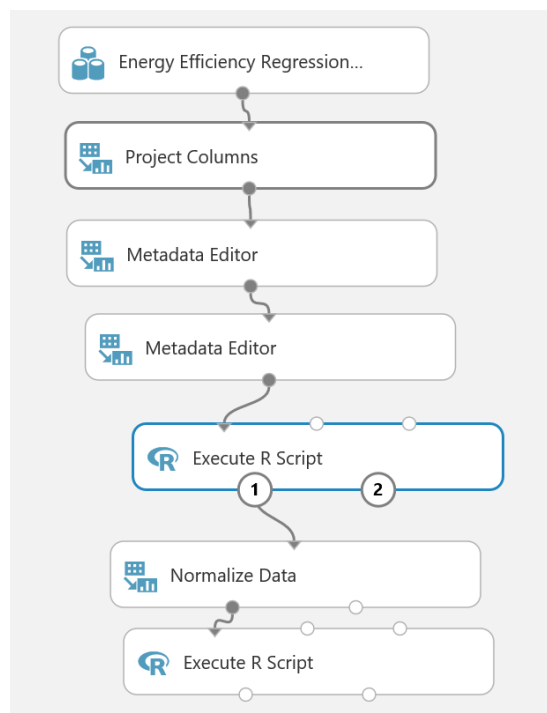 Energy Efficiency Regression...
Project Columns
Metadata Editor
Metadata Editor
Execute R Script
1 2
Normalize Data
Execute R Script